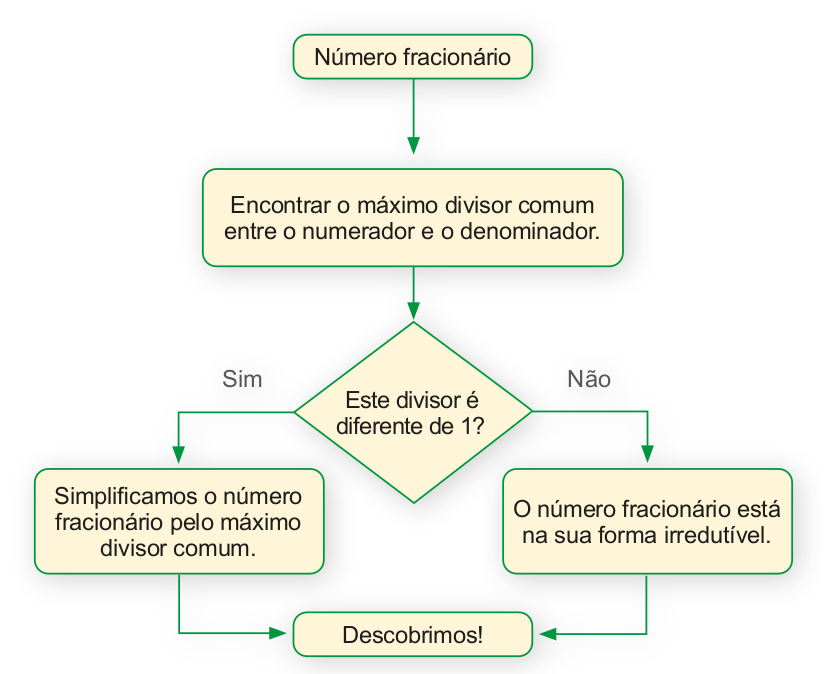 Número fracionário
Encontrar o máximo divisor comum
entre o numerador e o denominador.
Este divisor é
diferente de 1?
Sim
Não
Simplificamos o número
fracionário pelo máximo
divisor comum.
O número fracionário está
na sua forma irredutível.
Descobrimos!